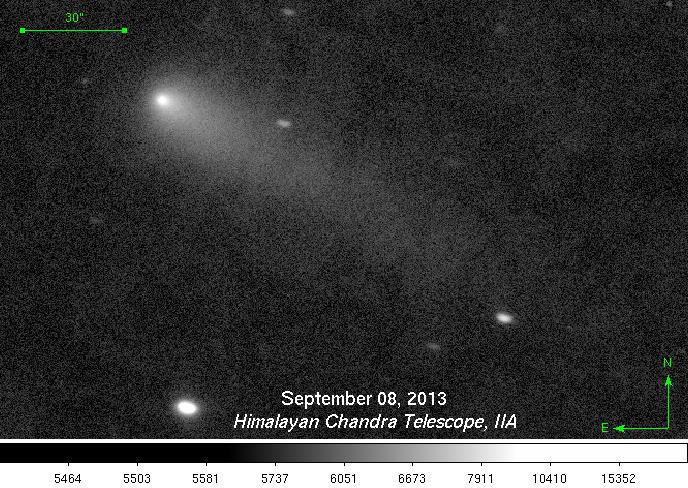 30"
N
E
September 08, 2013
Himalayan Chandra Telescope, IIA
5464 5503 5581 5737 6051 6673 7911 10410 15352